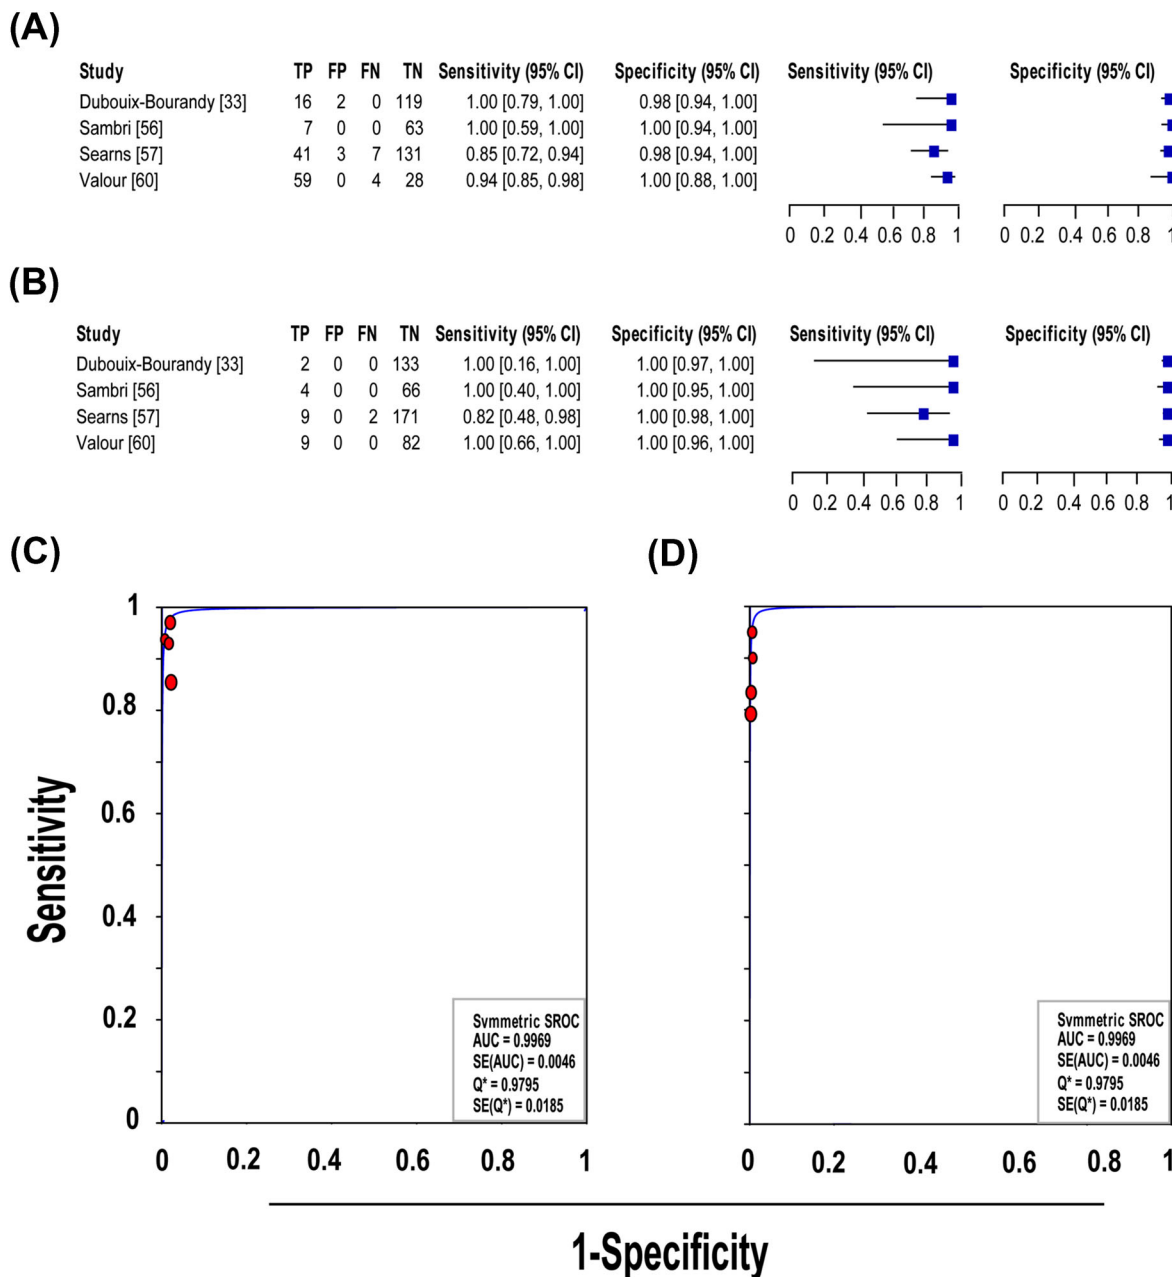 (A)
Study TP FP FN TN Sensitivity (95% CI) Specificity (95% CI) Sensitivity (95% CI) Specificity (95% CI)
Dubouix-Bourandy [33] 16 2 0 119 1.00 [0.79, 1.00] 0.98 [0.94, 1.00]
Sambri [56] 7 0 0 63 1.00 [0.59, 1.00] 1.00 [0.94, 1.00]
Searns [57] 41 3 7 131 0.85 [0.72, 0.94] 0.98 [0.94, 1.00]
Valour [60] 59 0 4 28 0.94 [0.85, 0.98] 1.00 [0.88, 1.00]
0 0.2 0.4 0.6 0.8 1 0 0.2 0.4 0.6 0.8 1
(B)
Study TP FP FN TN Sensitivity (95% CI) Specificity (95% CI) Sensitivity (95% CI) Specificity (95% CI)
Dubouix-Bourandy [33] 2 0 0 133 1.00 [0.16, 1.00] 1.00 [0.97, 1.00]
Sambri [56] 4 0 0 66 1.00 [0.40, 1.00] 1.00 [0.95, 1.00]
Searns [57] 9 0 2 171 0.82 [0.48, 0.98] 1.00 [0.98, 1.00]
Valour [60] 9 0 0 82 1.00 [0.66, 1.00] 1.00 [0.96, 1.00]
0 0.2 0.4 0.6 0.8 1 0 0.2 0.4 0.6 0.8 1
(C)
Sensitivity
1
0.8
0.6
0.4
0.2
0
Svmmetric SROC
AUC = 0.9969
SE(AUC) = 0.0046
Q* = 0.9795
SE(Q*) = 0.0185
0 0.2 0.4 0.6 0.8 1
(D)
Svmmetric SROC
AUC = 0.9969
SE(AUC) = 0.0046
Q* = 0.9795
SE(Q*) = 0.0185
0 0.2 0.4 0.6 0.8 1
1-Specificity